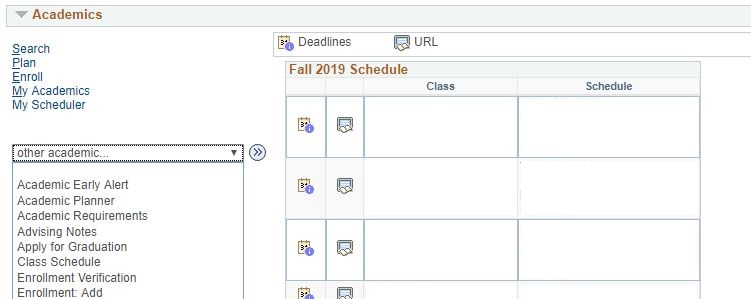 Academics
Search
Plan
Enroll
My Academics
My Scheduler
other academic...
Academic Early Alert
Academic Planner
Academic Requirements
Advising Notes
Apply for Graduation
Class Schedule
Enrollment Verification
Enrollment: Add
Deadlines URL
Fall 2019 Schedule
Class Schedule